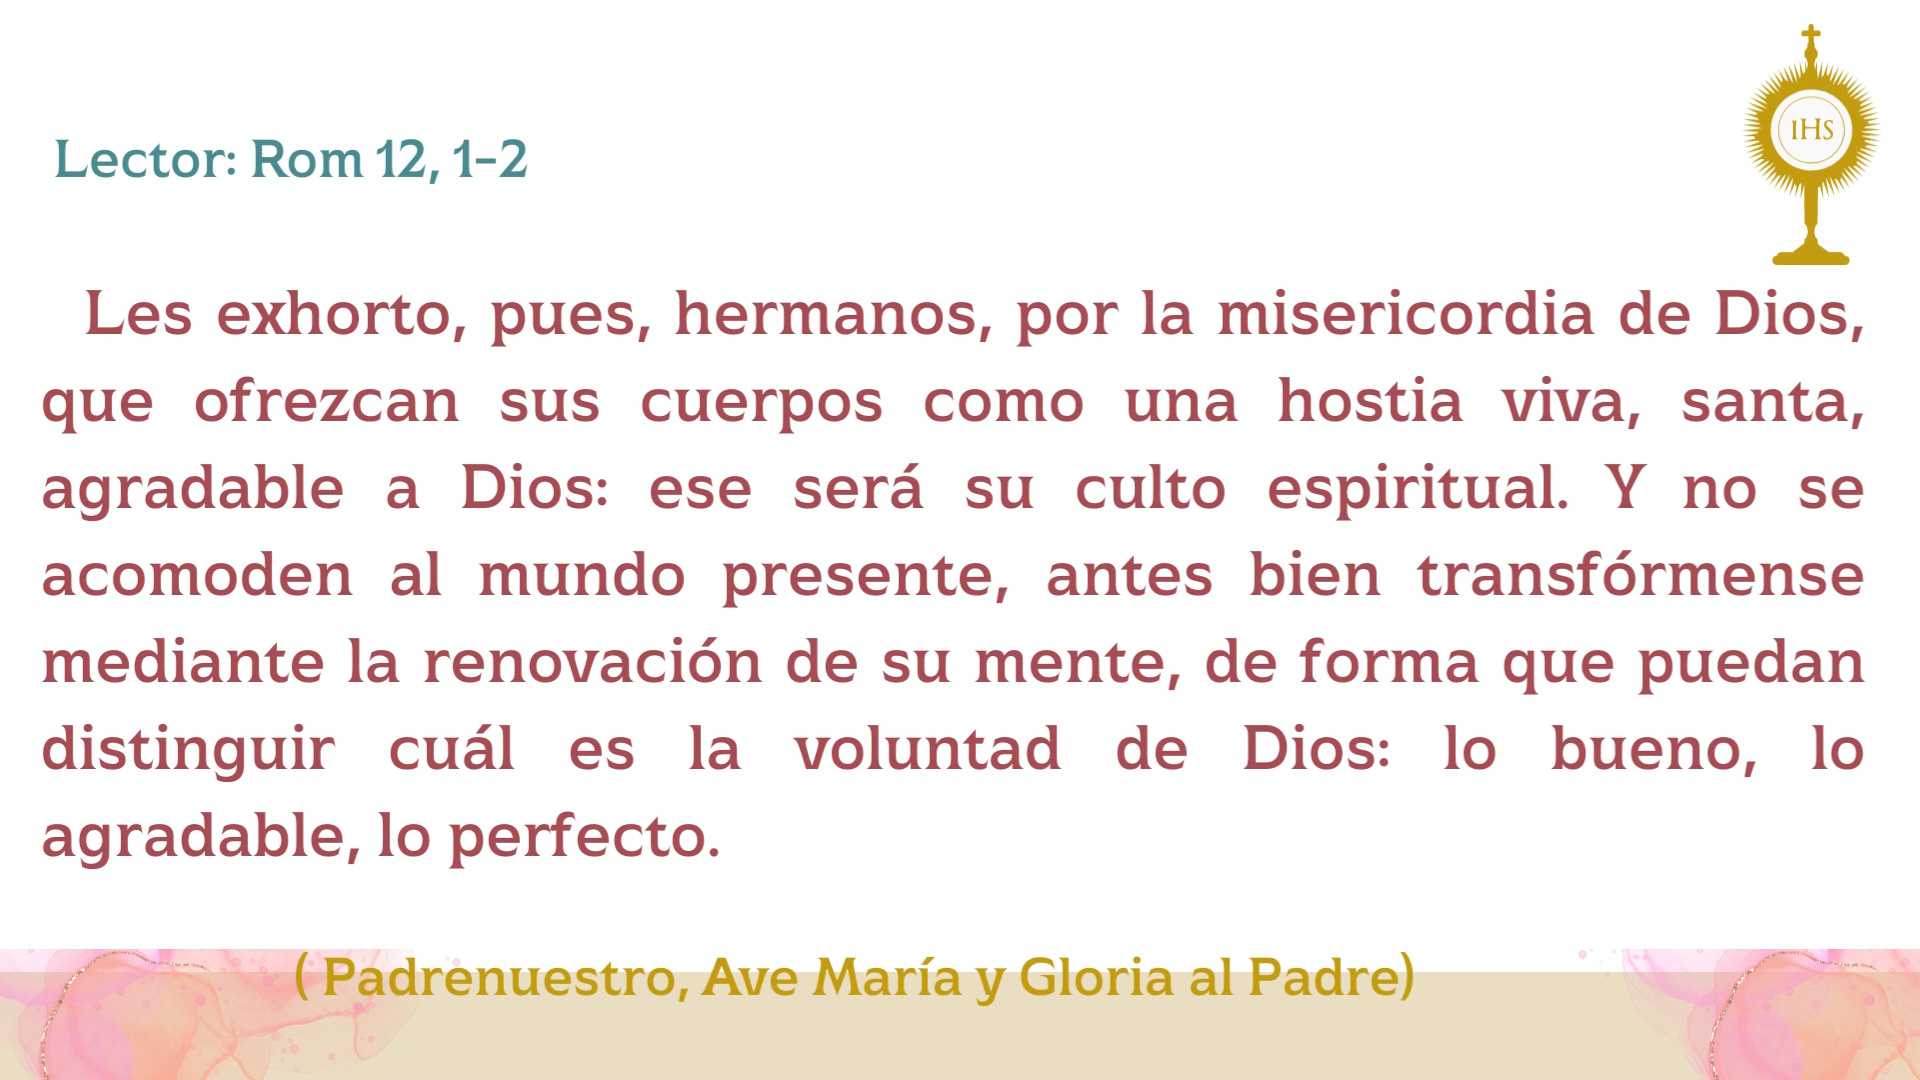 IHS
Lector: Rom 12, 1-2
Les exhorto, pues, hermanos, por la misericordia de Dios,
que ofrezcan sus cuerpos como una hostia viva, santa,
agradable a Dios: ese será su culto espiritual. Y no se
acomoden al mundo presente, antes bien transfórmense
mediante la renovación de su mente, de forma que puedan
distinguir cuál es la voluntad de Dios: lo bueno, lo
agradable, lo perfecto.
( Padrenuestro, Ave María y Gloria al Padre)